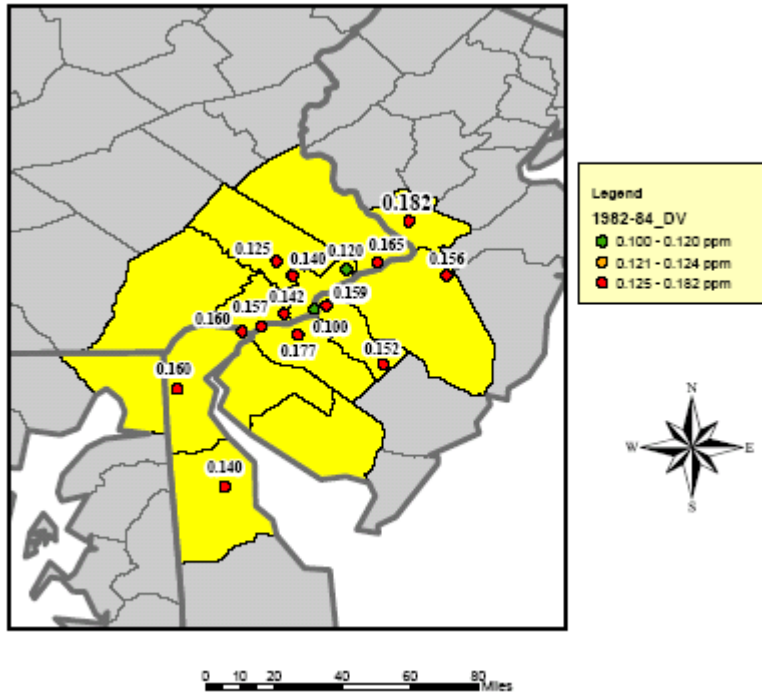 0.182
0.125
0.120
0.165
0.140
0.156
0.142
0.159
0.157
0.160
0.100
0.177
0.152
0.160
0.140
Legend
1982-84_DV
0.100 - 0.120 ppm
0.121 - 0.124 ppm
0.125 - 0.182 ppm
N
W
E
S
0 10 20 40 60 80
Miles